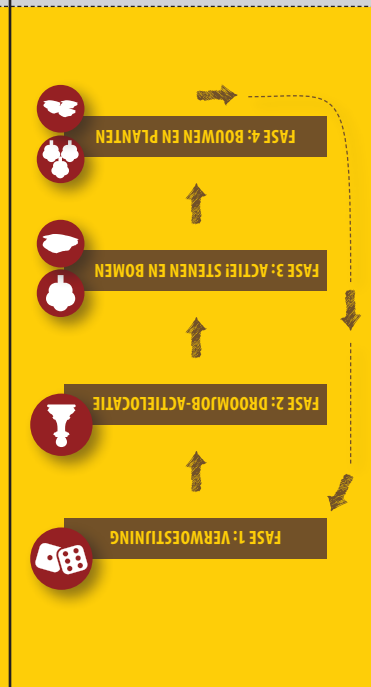 FASE 1: VERWOESTIJNING
FASE 2: DROOMJOB-ACTIELOCATIE
FASE 3: ACTIE! STENEN EN BOMEN
FASE 4: BOUWEN EN PLANTEN